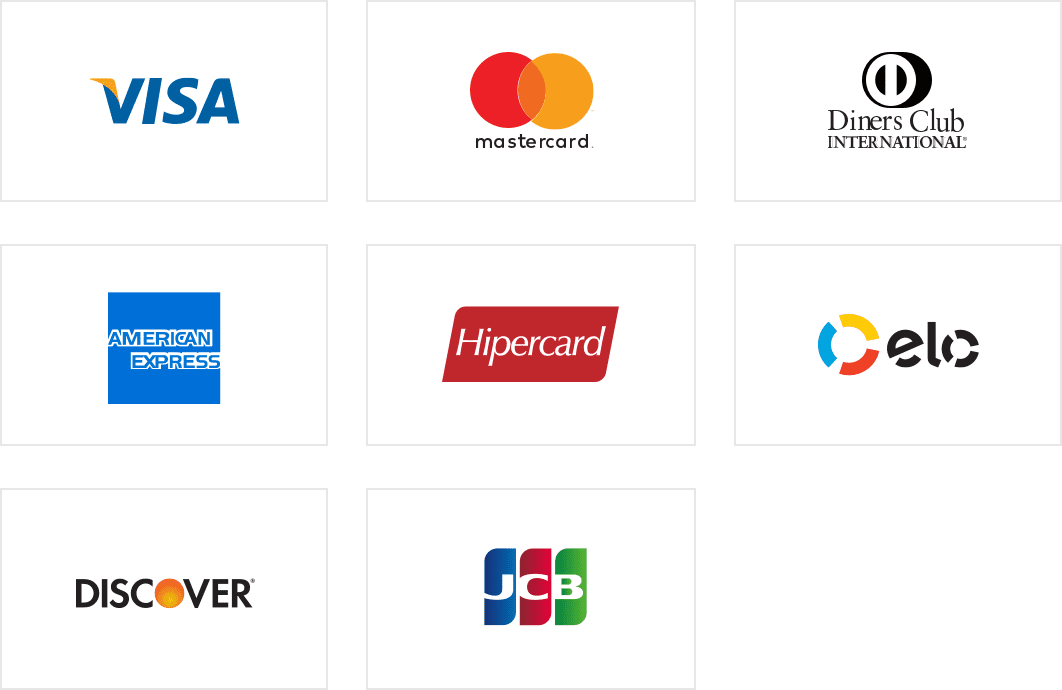 VISA
mastercard.
Diners Club
INTERNATIONAL®
AMERICAN
EXPRESS
Hipercard
elo
DISCOVER®
JCB